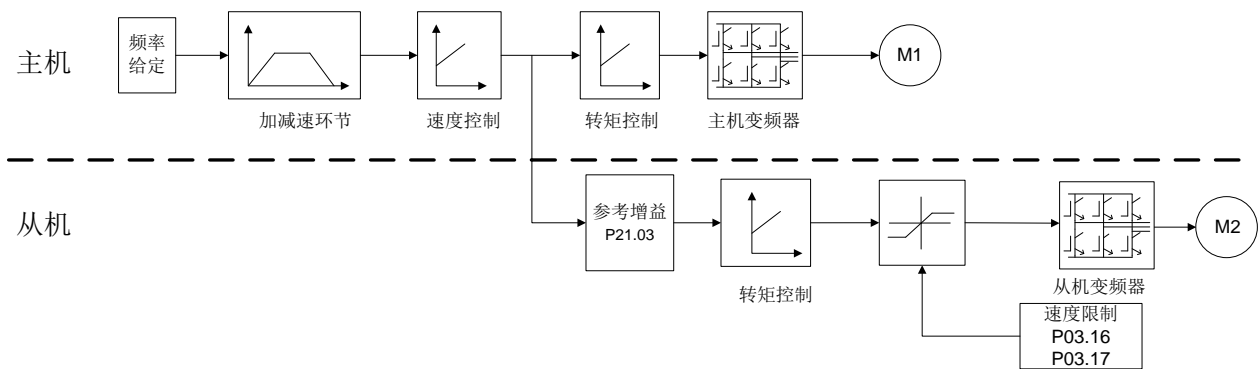 主机
频率
给定
加减速环节
速度控制
转矩控制
主机变频器
M1
从机
参考增益
P21.03
转矩控制
从机变频器
M2
速度限制
P03.16
P03.17